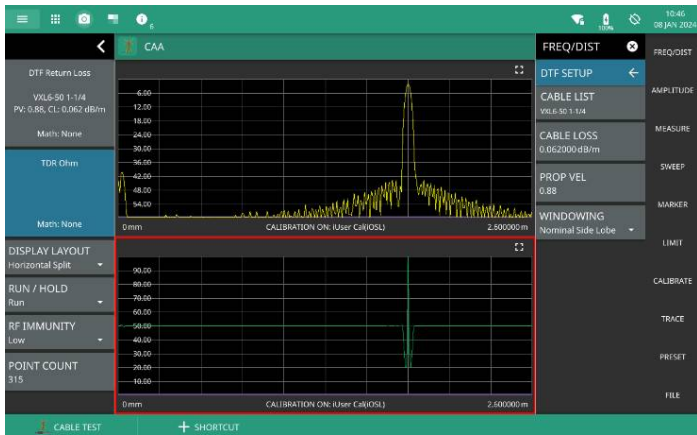 6
100%
10:46
08 JAN 2024
DTF Return Loss
VXL6-50 1-1/4
PV: 0.88, CL: 0.062 dB/m
Math: None
TDR Ohm
Math: None
DISPLAY LAYOUT
Horizontal Split
RUN / HOLD
Run
RF IMMUNITY
Low
POINT COUNT
315
CAA
6.00
12.00
18.00
24.00
30.00
36.00
42.00
48.00
54.00
0 mm
CALIBRATION ON: iUser Cal(iOSL)
2.600000 m
90.00
80.00
70.00
60.00
50.00
40.00
30.00
20.00
10.00
0 mm
CALIBRATION ON: iUser Cal(iOSL)
2.600000 m
FREQ/DIST
DTF SETUP
CABLE LIST
VXL6-50 1-1/4
CABLE LOSS
0.062000 dB/m
PROP VEL
0.88
WINDOWING
Nominal Side Lobe
FREQ/DIST
AMPLITUDE
MEASURE
SWEEP
MARKER
LIMIT
CALIBRATE
TRACE
PRESET
FILE
CABLE TEST
+ SHORTCUT